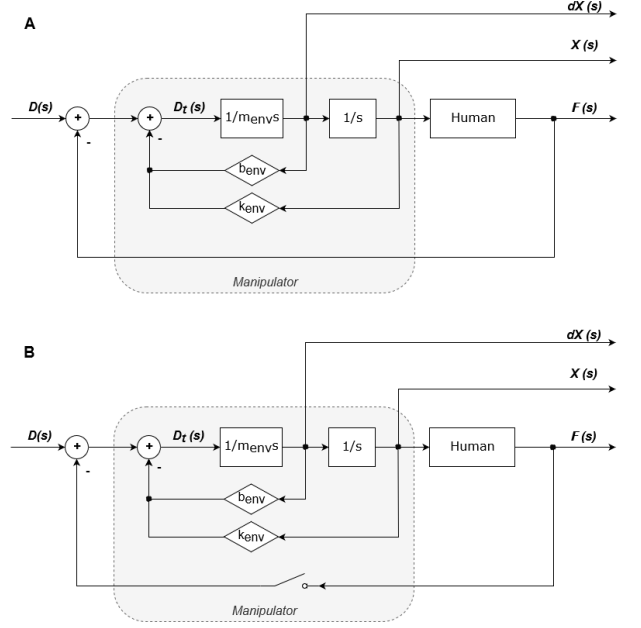 A
dX (s)
X (s)
D(s)
+
-
+
-
Dt (s)
1/menvs
1/s
Human
F(s)
benv
kenv
Manipulator
B
dX (s)
X (s)
D(s)
+
-
+
-
Dt (s)
1/menvs
1/s
Human
F(s)
benv
kenv
Manipulator